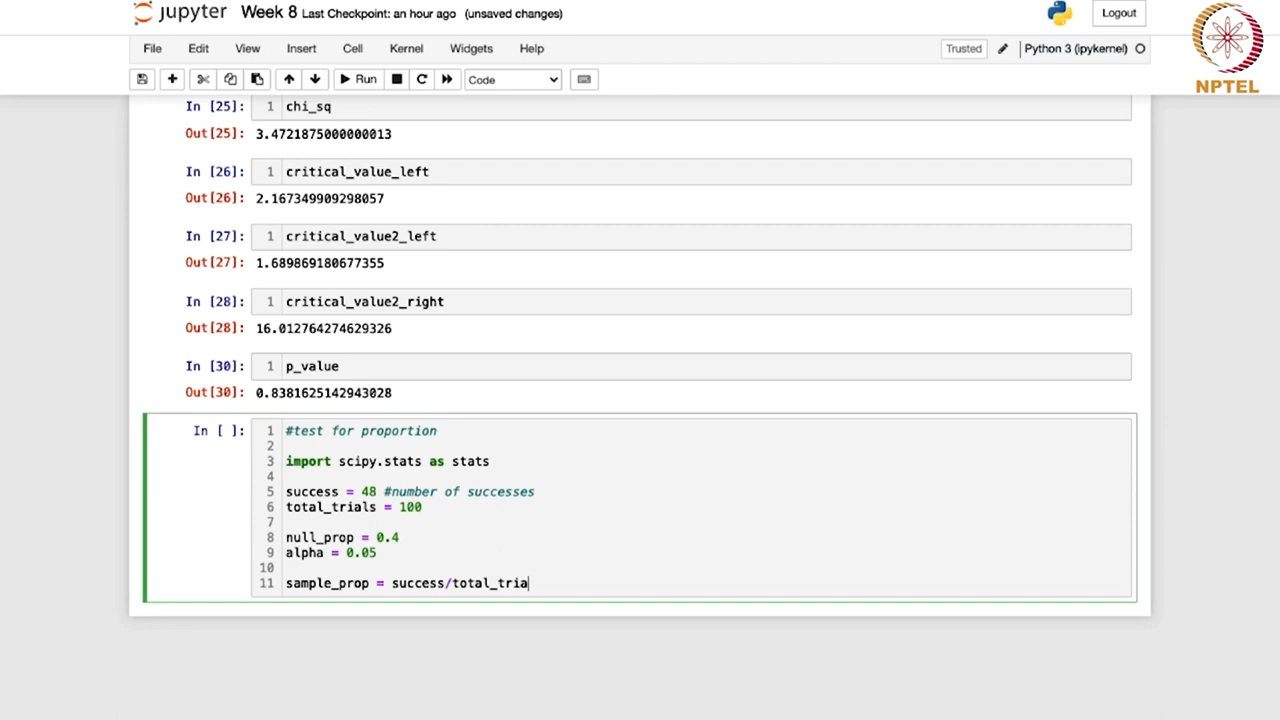 jupyter Week 8 Last Checkpoint: an hour ago (unsaved changes) Logout
File Edit View Insert Cell Kernel Widgets Help Trusted Python 3 (ipykernel)
NPTEL
Run Code
In [25]: 1 chi_sq
Out[25]: 3.4721875000000013
In [26]: 1 critical_value_left
Out[26]: 2.167349909298057
In [27]: 1 critical_value2_left
Out[27]: 1.689869180677355
In [28]: 1 critical_value2_right
Out[28]: 16.012764274629326
In [30]: 1 p_value
Out[30]: 0.8381625142943028
In [ ]: 1 #test for proportion
2
3 import scipy.stats as stats
4
5 success = 48 #number of successes
6 total_trials = 100
7
8 null_prop = 0.4
9 alpha = 0.05
10
11 sample_prop = success/total_tria